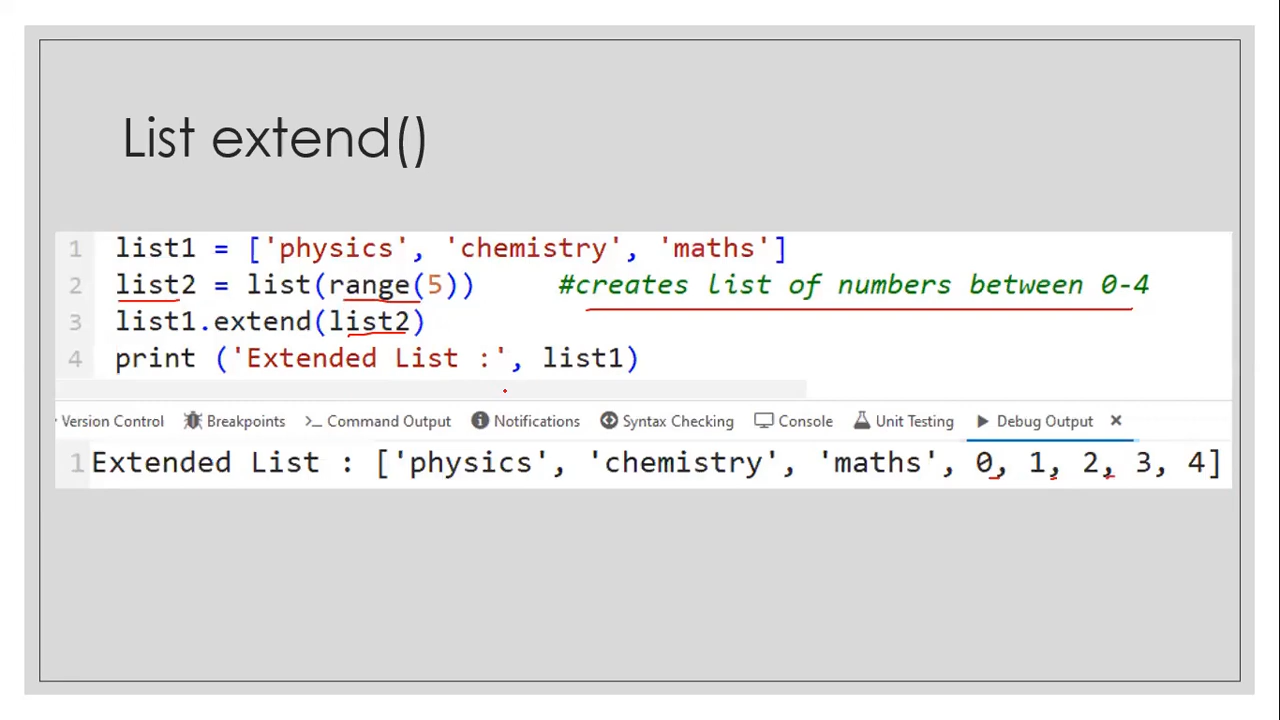 List extend()
1 list1 = ['physics', 'chemistry', 'maths']
2 list2 = list(range(5)) #creates list of numbers between 0-4
3 list1.extend(list2)
4 print ('Extended List :', list1)
Version Control Breakpoints >_ Command Output Notifications Syntax Checking Console Unit Testing Debug Output ×
1 Extended List : ['physics', 'chemistry', 'maths', 0, 1, 2, 3, 4]